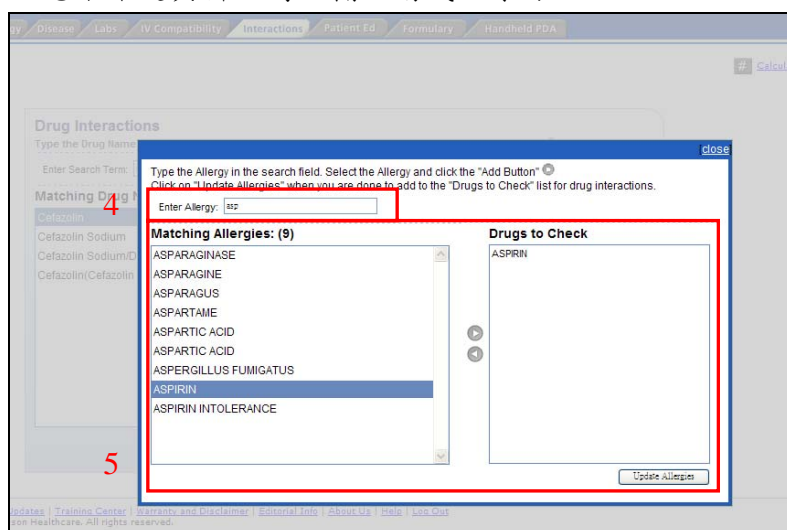 Disease Labs IV Compatibility Interactions Patient Ed Formulary Handheld PDA
# Calcul
Drug Interactions
Type the Drug Name
Enter Search Term:
Matching Drug N
Cefazolin
Cefazolin Sodium
Cefazolin Sodium/D
Cefazolin(Cefazolin
[close]
Type the Allergy in the search field. Select the Allergy and click the "Add Button"
Click on "Update Allergies" when you are done to add to the "Drugs to Check" list for drug interactions.
4
Enter Allergy: asp
Matching Allergies: (9)
ASPARAGINASE
ASPARAGINE
ASPARAGUS
ASPARTAME
ASPARTIC ACID
ASPARTIC ACID
ASPERGILLUS FUMIGATUS
ASPIRIN
ASPIRIN INTOLERANCE
Drugs to Check
ASPIRIN
5
Update Allergies
Updates | Training Center | Warranty and Disclaimer | Editorial Info | About Us | Help | Log Out
son Healthcare. All rights reserved.